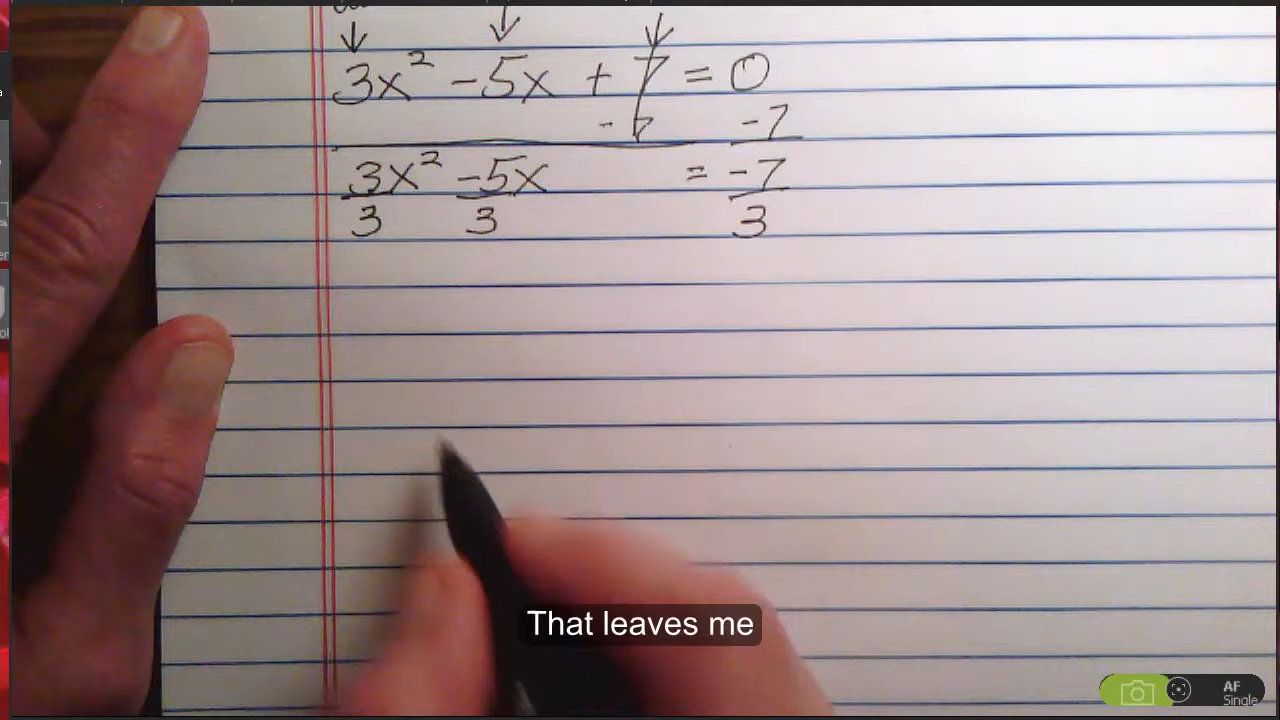 3x² - 5x + 7 = 0
- 7 -7
3x² - 5x = -7
3 3 3
That leaves me
AF
Single